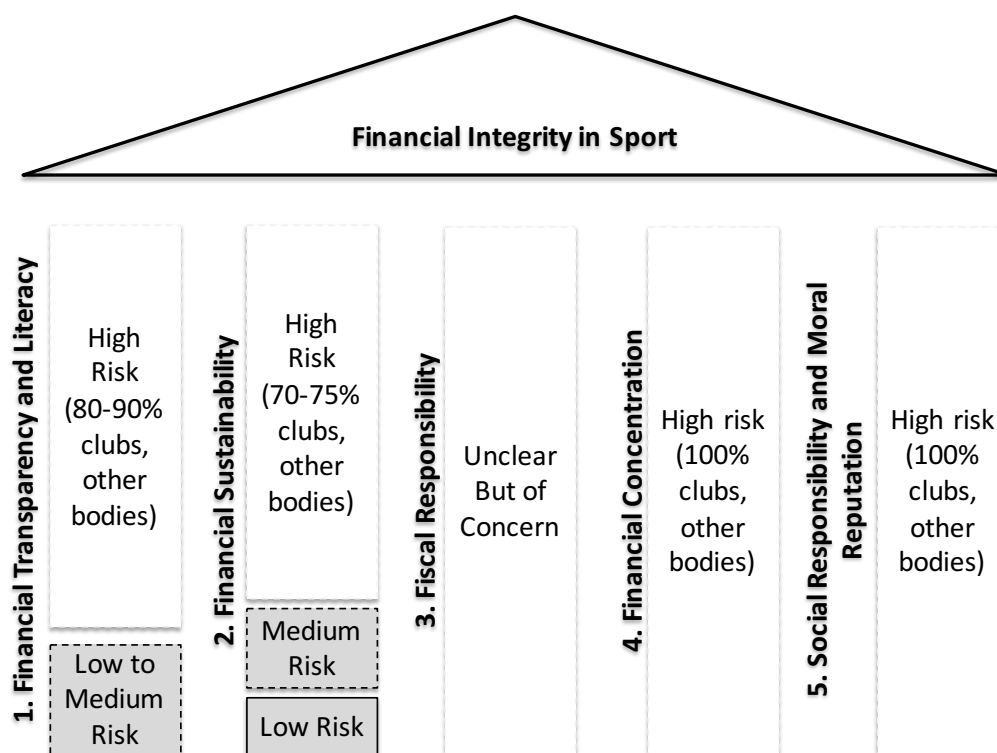 Financial Integrity in Sport
1. Financial Transparency and Literacy
High
Risk
(80-90%
clubs,
other
bodies)
Low to
Medium
Risk
2. Financial Sustainability
High
Risk
(70-75%
clubs,
other
bodies)
Medium
Risk
Low Risk
3. Fiscal Responsibility
Unclear
But of
Concern
4. Financial Concentration
High risk
(100%
clubs,
other
bodies)
5. Social Responsibility and Moral
Reputation
High risk
(100%
clubs,
other
bodies)